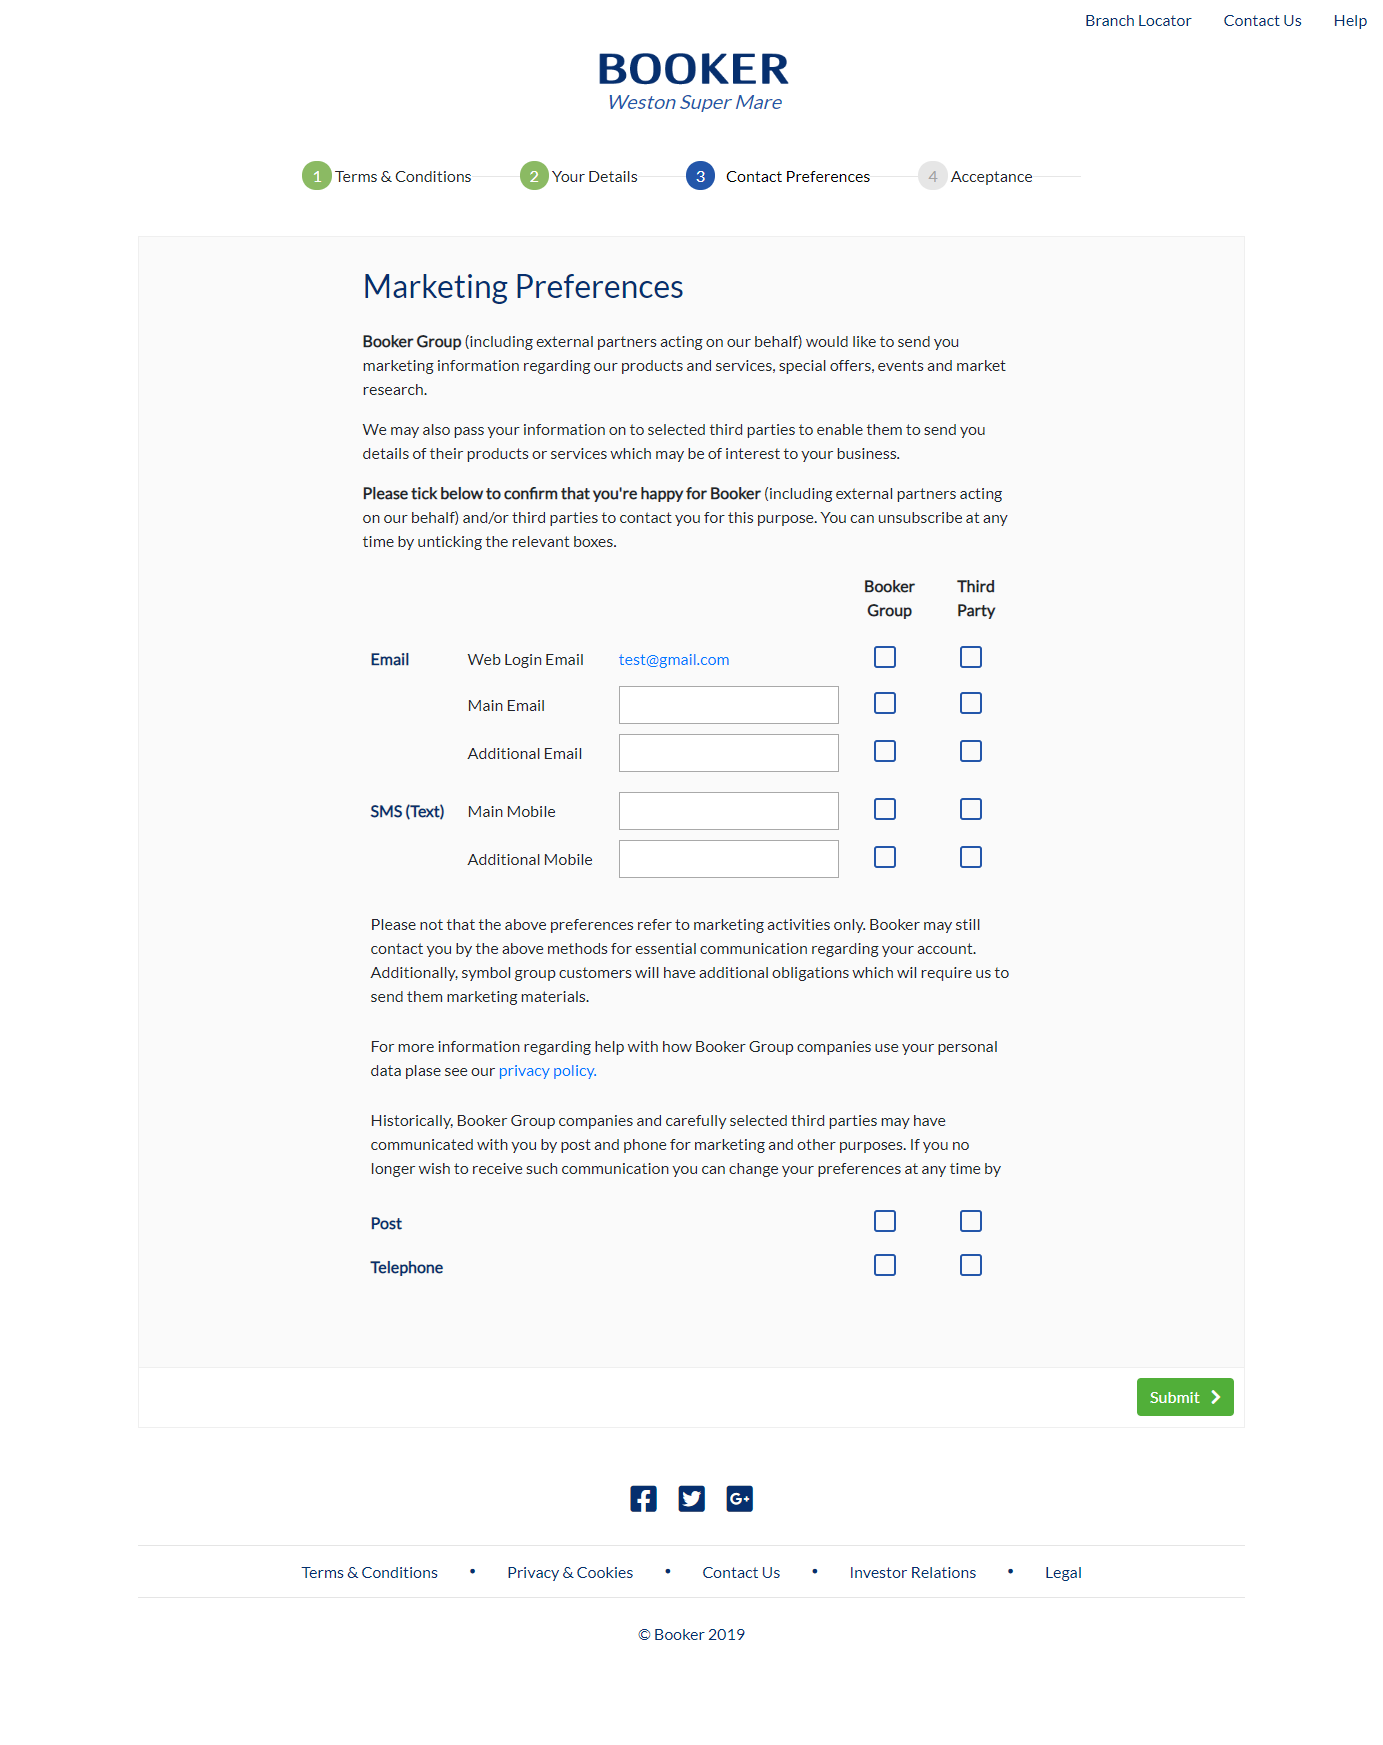 Branch Locator Contact Us Help
BOOKER
Weston Super Mare
1 Terms & Conditions 2 Your Details 3 Contact Preferences 4 Acceptance
Marketing Preferences
Booker Group (including external partners acting on our behalf) would like to send you
marketing information regarding our products and services, special offers, events and market
research.
We may also pass your information on to selected third parties to enable them to send you
details of their products or services which may be of interest to your business.
Please tick below to confirm that you're happy for Booker (including external partners acting
on our behalf) and/or third parties to contact you for this purpose. You can unsubscribe at any
time by unticking the relevant boxes.
Booker Third
Group Party
Email Web Login Email test@gmail.com
Main Email
Additional Email
SMS (Text) Main Mobile
Additional Mobile
Please not that the above preferences refer to marketing activities only. Booker may still
contact you by the above methods for essential communication regarding your account.
Additionally, symbol group customers will have additional obligations which wil require us to
send them marketing materials.
For more information regarding help with how Booker Group companies use your personal
data plase see our privacy policy.
Historically, Booker Group companies and carefully selected third parties may have
communicated with you by post and phone for marketing and other purposes. If you no
longer wish to receive such communication you can change your preferences at any time by
Post
Telephone
Submit
Terms & Conditions • Privacy & Cookies • Contact Us • Investor Relations • Legal
© Booker 2019